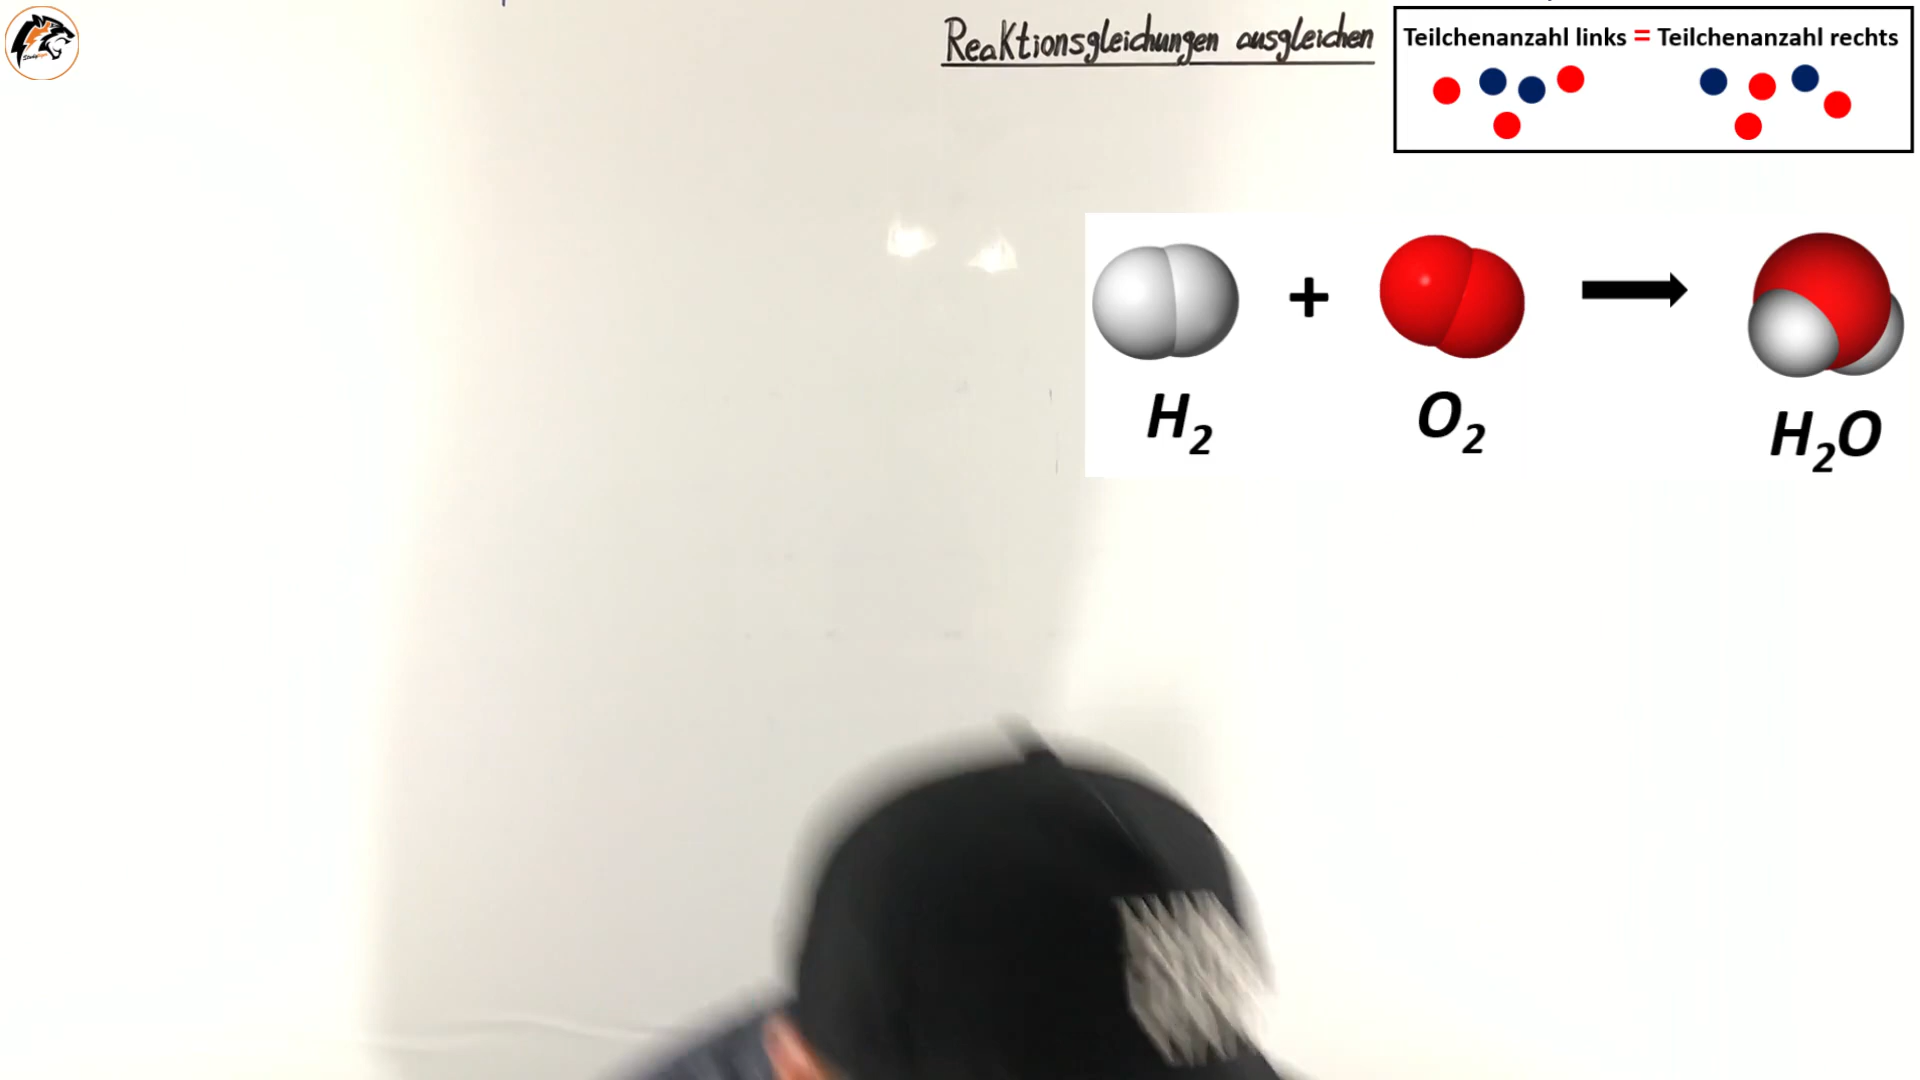 Reaktionsgleichungen ausgleichen
Teilchenanzahl links = Teilchenanzahl rechts
+
H2 O2 H2O